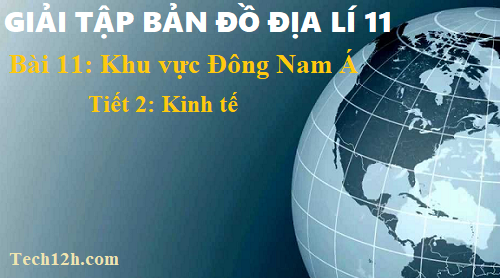 GIẢI TẬP BẢN ĐỒ ĐỊA LÍ 11
Bài 11: Khu vực Đông Nam Á
Tiết 2: Kinh tế
Tech12h.com